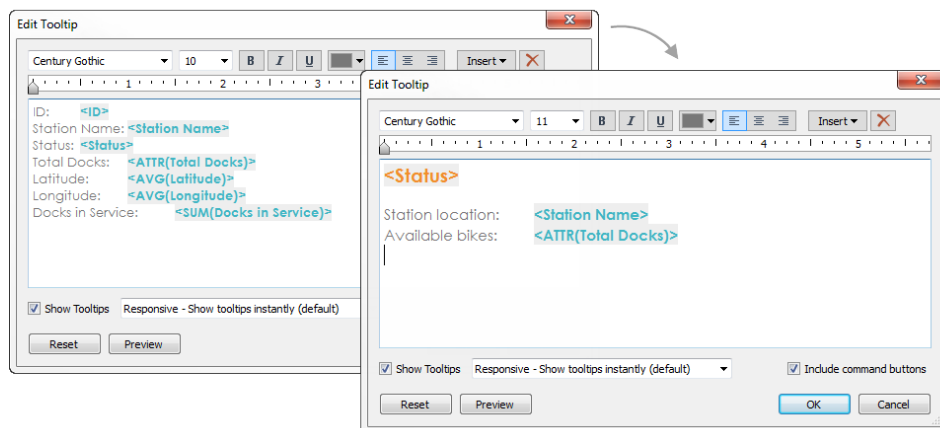 Edit Tooltip
Century Gothic 10 B I U Insert
1 2 3
ID: <ID>
Station Name: <Station Name>
Status: <Status>
Total Docks: <ATTR(Total Docks)>
Latitude: <AVG(Latitude)>
Longitude: <AVG(Longitude)>
Docks in Service: <SUM(Docks in Service)>
Show Tooltips Responsive - Show tooltips instantly (default)
Reset Preview
Edit Tooltip
Century Gothic 11 B I U Insert
1 2 3 4 5
<Status>
Station location: <Station Name>
Available bikes: <ATTR(Total Docks)>
Show Tooltips Responsive - Show tooltips instantly (default) Include command buttons
Reset Preview OK Cancel